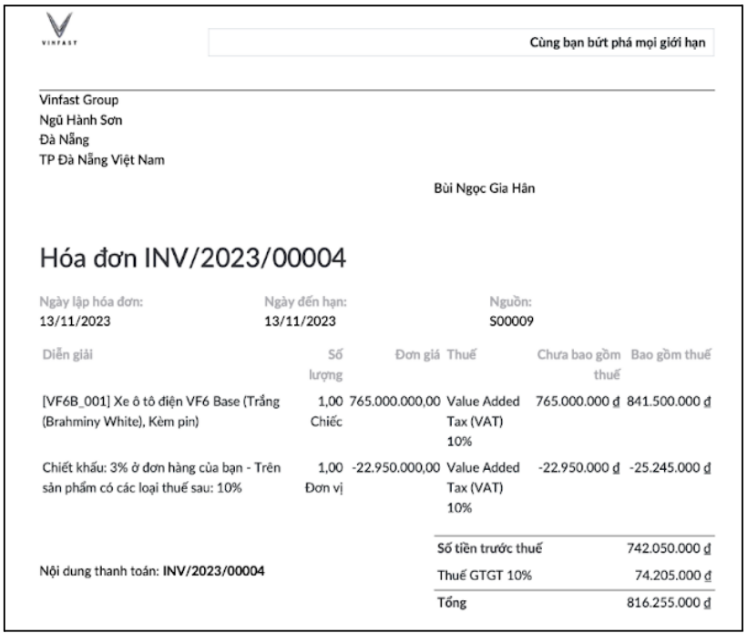 VINFAST
Cùng bạn bứt phá mọi giới hạn
Vinfast Group
Ngũ Hành Sơn
Đà Nẵng
TP Đà Nẵng Việt Nam
Bùi Ngọc Gia Hân
Hóa đơn INV/2023/00004
Ngày lập hóa đơn: Ngày đến hạn: Nguồn:
13/11/2023 13/11/2023 S00009
Diễn giải Số Đơn giá Thuế Chưa bao gồm Bao gồm thuế
lượng thuế
[VF6B_001] Xe ô tô điện VF6 Base (Trắng 1,00 765.000.000,00 Value Added 765.000.000 ₫ 841.500.000 ₫
(Brahminy White), Kèm pin) Chiếc Tax (VAT)
10%
Chiết khấu: 3% ở đơn hàng của bạn - Trên 1,00 -22.950.000,00 Value Added -22.950.000 ₫ -25.245.000 ₫
sản phẩm có các loại thuế sau: 10% Đơn vị Tax (VAT)
10%
Số tiền trước thuế 742.050.000 ₫
Nội dung thanh toán: INV/2023/00004
Thuế GTGT 10% 74.205.000 ₫
Tổng 816.255.000 ₫